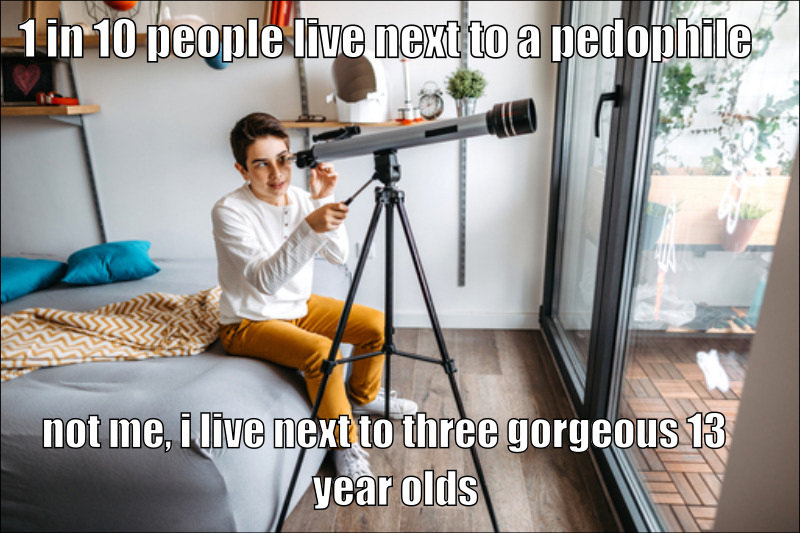 1 in 10 people live next to a pedophile
not me, i live next to three gorgeous 13
year olds